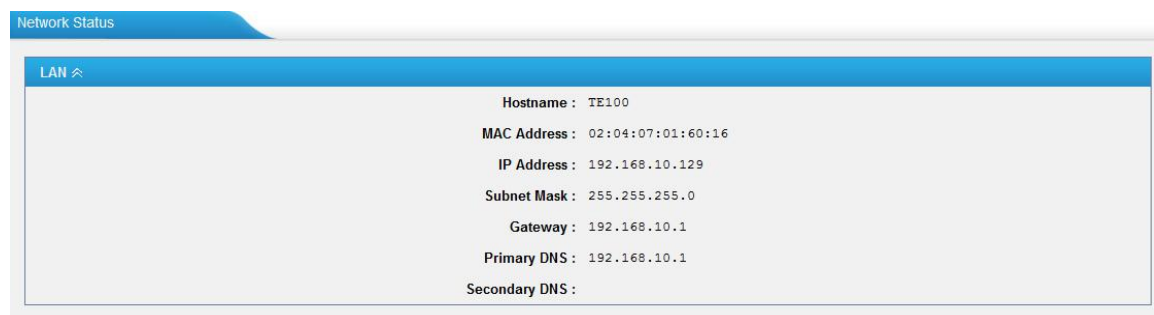 Network Status
LAN
Hostname : TE100
MAC Address : 02:04:07:01:60:16
IP Address : 192.168.10.129
Subnet Mask : 255.255.255.0
Gateway : 192.168.10.1
Primary DNS : 192.168.10.1
Secondary DNS :